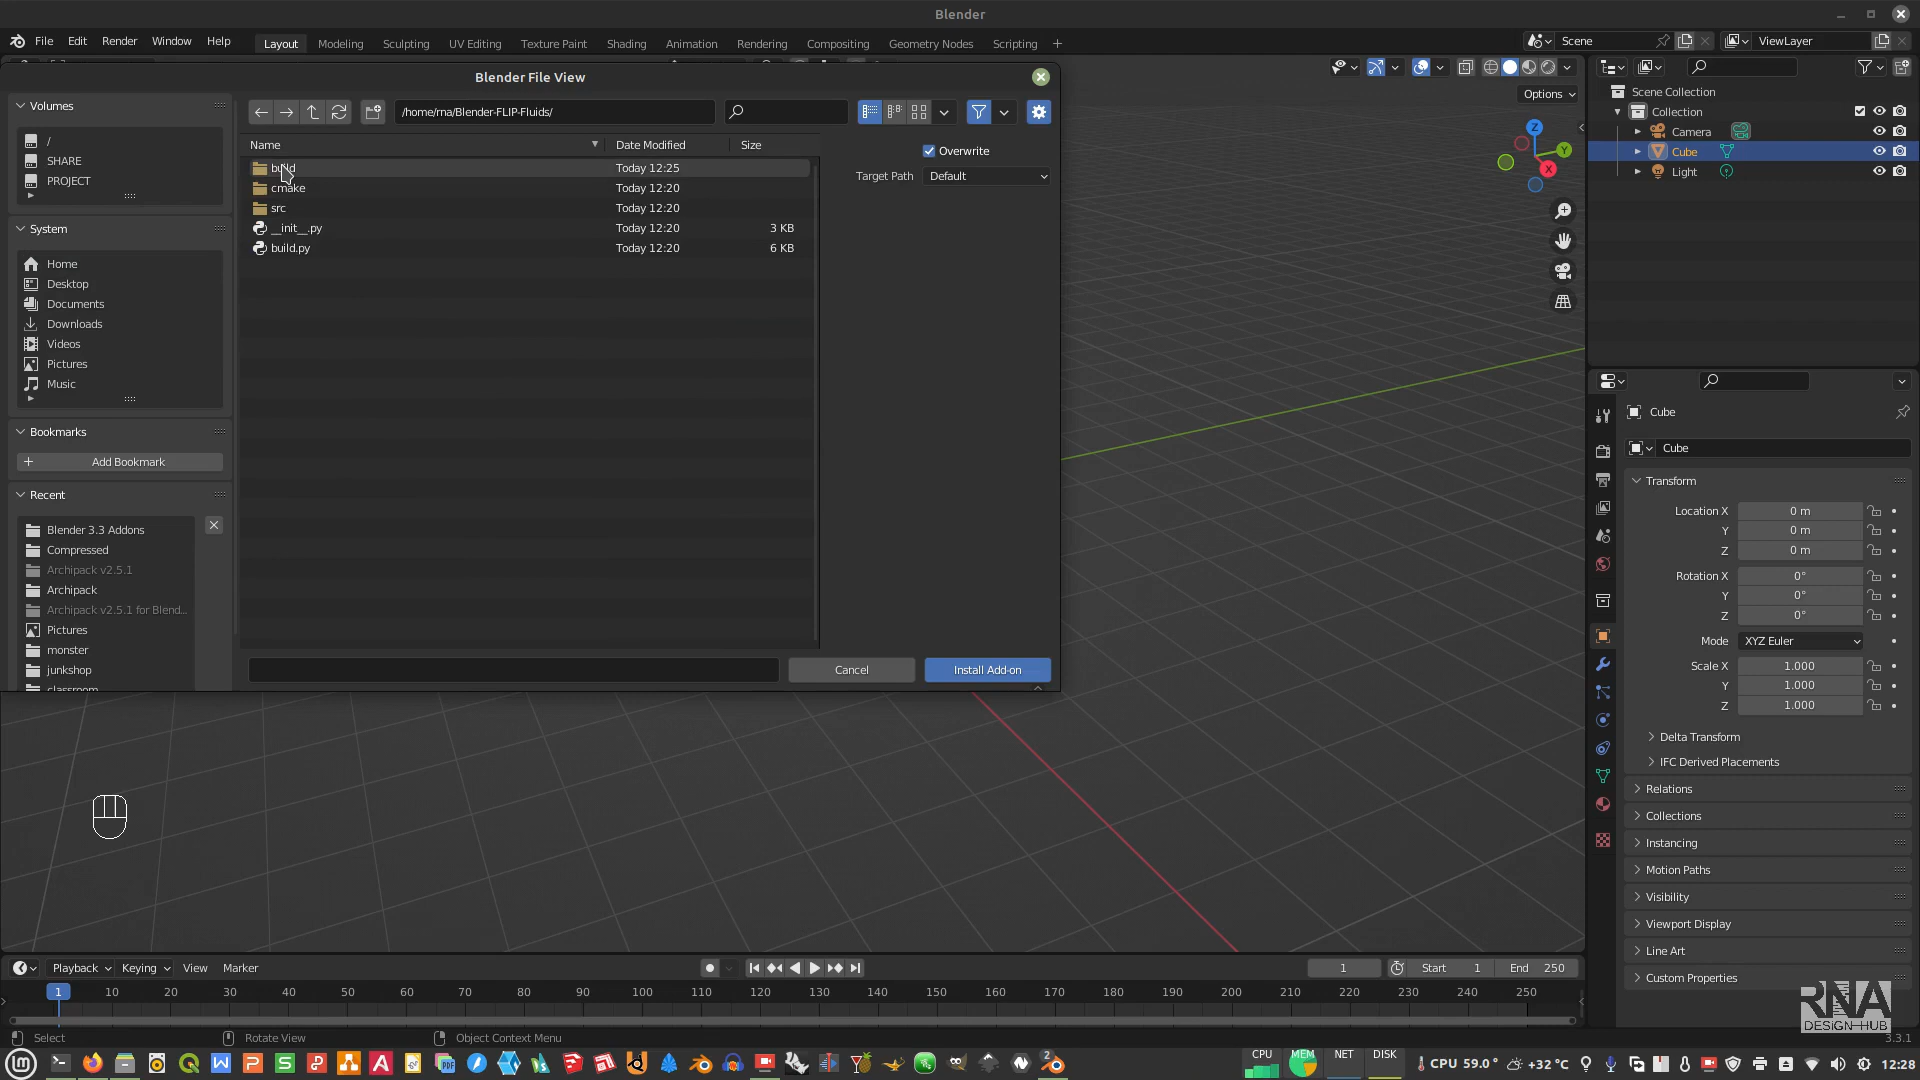 Blender
File Edit Render Window Help Layout Modeling Sculpting UV Editing Texture Paint Shading Animation Rendering Compositing Geometry Nodes Scripting + Scene ViewLayer
Blender File View
Options
Volumes
/
SHARE
PROJECT
System
Home
Desktop
Documents
Downloads
Videos
Pictures
Music
Bookmarks
Add Bookmark
Recent
Blender 3.3 Addons
Compressed
Archipack v2.5.1
Archipack
Archipack v2.5.1 for Blend...
Pictures
monster
junkshop
classroom
/home/rna/Blender-FLIP-Fluids/
Name Date Modified Size
build Today 12:25
cmake Today 12:20
src Today 12:20
__init__.py Today 12:20 3 KB
build.py Today 12:20 6 KB
Overwrite
Target Path Default
Cancel Install Add-on
Z
Y
X
Scene Collection
Collection
Camera
Cube
Light
Cube
Cube
Transform
Location X 0 m
Y 0 m
Z 0 m
Rotation X 0°
Y 0°
Z 0°
Mode XYZ Euler
Scale X 1.000
Y 1.000
Z 1.000
Delta Transform
IFC Derived Placements
Relations
Collections
Instancing
Motion Paths
Visibility
Viewport Display
Line Art
Custom Properties
Playback Keying View Marker 1 Start 1 End 250
1 10 20 30 40 50 60 70 80 90 100 110 120 130 140 150 160 170 180 190 200 210 220 230 240 250
Select Rotate View Object Context Menu 3.3.1
RNA
DESIGN-HUB
2 CPU MEM NET DISK CPU 59.0° +32 °C 12:28